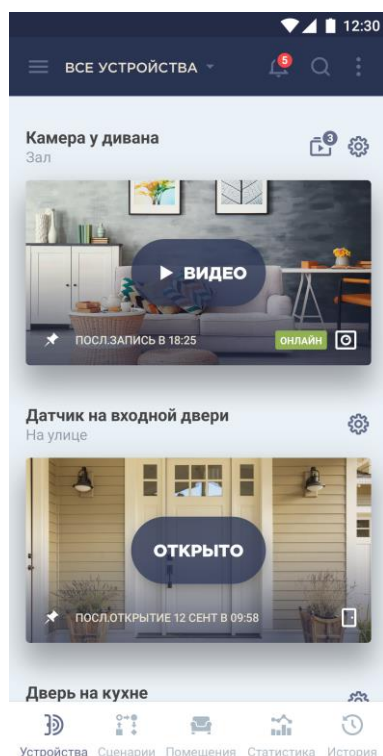 12:30
ВСЕ УСТРОЙСТВА
5
Камера у дивана
3
Зал
ВИДЕО
ПОСЛ.ЗАПИСЬ В 18:25
ОНЛАЙН
Датчик на входной двери
На улице
ОТКРЫТО
ПОСЛ.ОТКРЫТИЕ 12 СЕНТ В 09:58
Дверь на кухне
Устройства Сценарии Помещения Статистика История